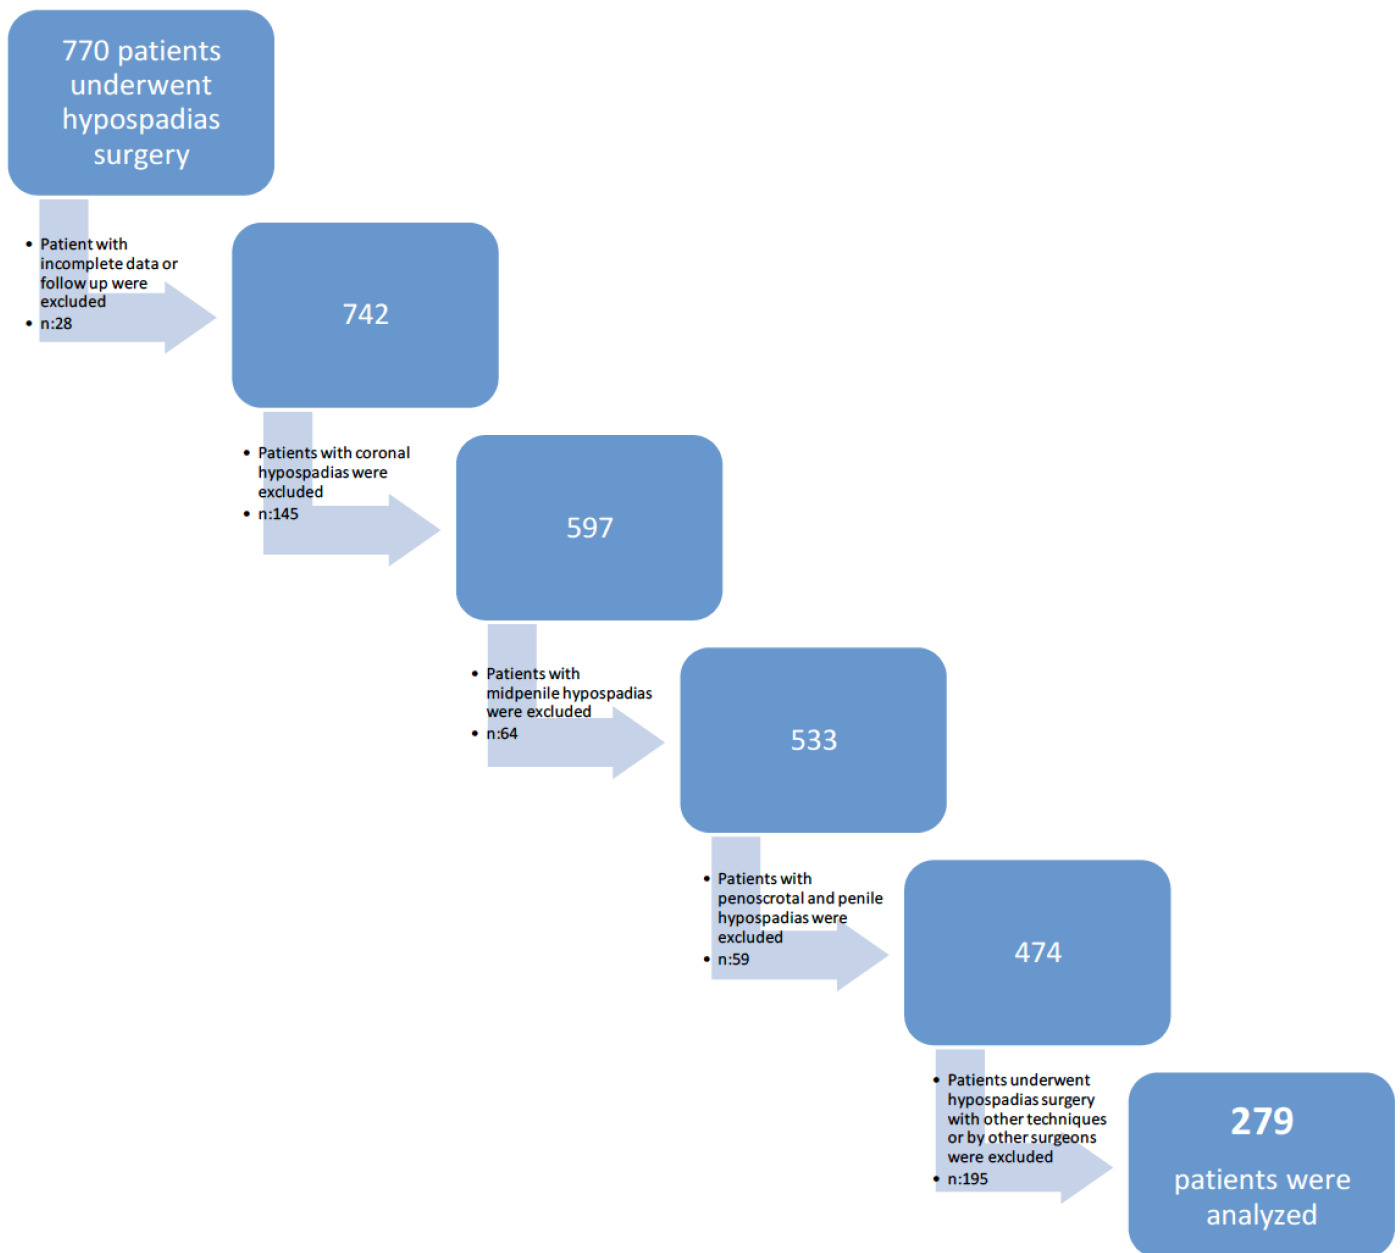 770 patients
underwent
hypospadias
surgery
• Patient with
incomplete data or
follow up were
excluded
• n:28
742
• Patients with coronal
hypospadias were
excluded
• n:145
597
• Patients with
midpenile hypospadias
were excluded
• n:64
533
• Patients with
penoscrotal and penile
hypospadias were
excluded
• n:59
474
• Patients underwent
hypospadias surgery
with other techniques
or by other surgeons
were excluded
• n:195
279
patients were
analyzed